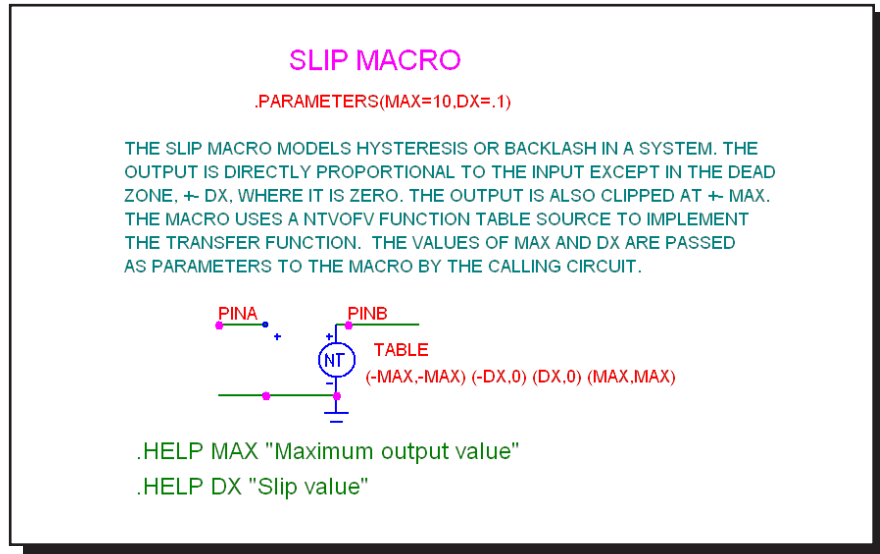 SLIP MACRO
.PARAMETERS(MAX=10,DX=.1)
THE SLIP MACRO MODELS HYSTERESIS OR BACKLASH IN A SYSTEM. THE
OUTPUT IS DIRECTLY PROPORTIONAL TO THE INPUT EXCEPT IN THE DEAD
ZONE, +- DX, WHERE IT IS ZERO. THE OUTPUT IS ALSO CLIPPED AT +- MAX.
THE MACRO USES A NTVOFV FUNCTION TABLE SOURCE TO IMPLEMENT
THE TRANSFER FUNCTION. THE VALUES OF MAX AND DX ARE PASSED
AS PARAMETERS TO THE MACRO BY THE CALLING CIRCUIT.
PINA PINB
+ +
NT TABLE
- (-MAX,-MAX) (-DX,0) (DX,0) (MAX,MAX)
.HELP MAX "Maximum output value"
.HELP DX "Slip value"